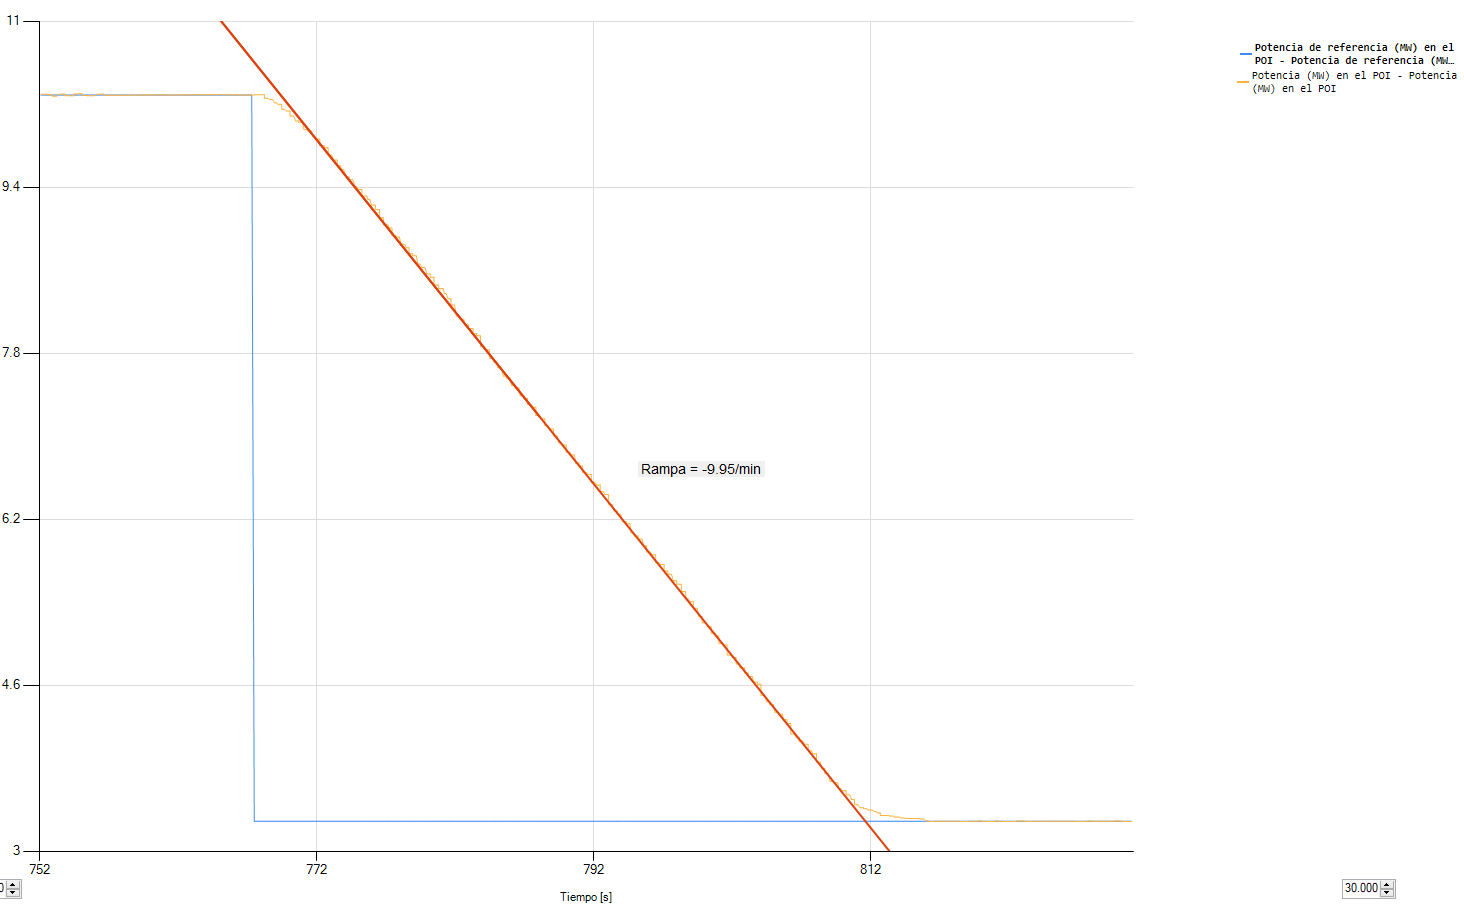 11
9.4
7.8
6.2
4.6
3
752
772
792
812
Tiempo [s]
Rampa = -9.95/min
Potencia de referencia (MW) en el
POI - Potencia de referencia (MW…
Potencia (MW) en el POI - Potencia
(MW) en el POI
0
30.000